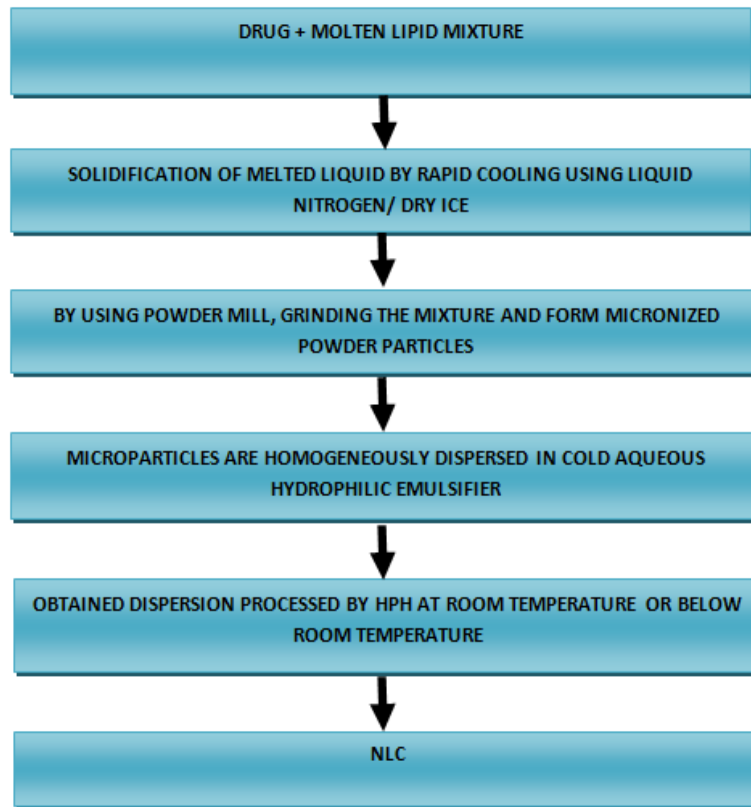 DRUG + MOLTEN LIPID MIXTURE
SOLIDIFICATION OF MELTED LIQUID BY RAPID COOLING USING LIQUID
NITROGEN/ DRY ICE
BY USING POWDER MILL, GRINDING THE MIXTURE AND FORM MICRONIZED
POWDER PARTICLES
MICROPARTICLES ARE HOMOGENEOUSLY DISPERSED IN COLD AQUEOUS
HYDROPHILIC EMULSIFIER
OBTAINED DISPERSION PROCESSED BY HPH AT ROOM TEMPERATURE OR BELOW
ROOM TEMPERATURE
NLC